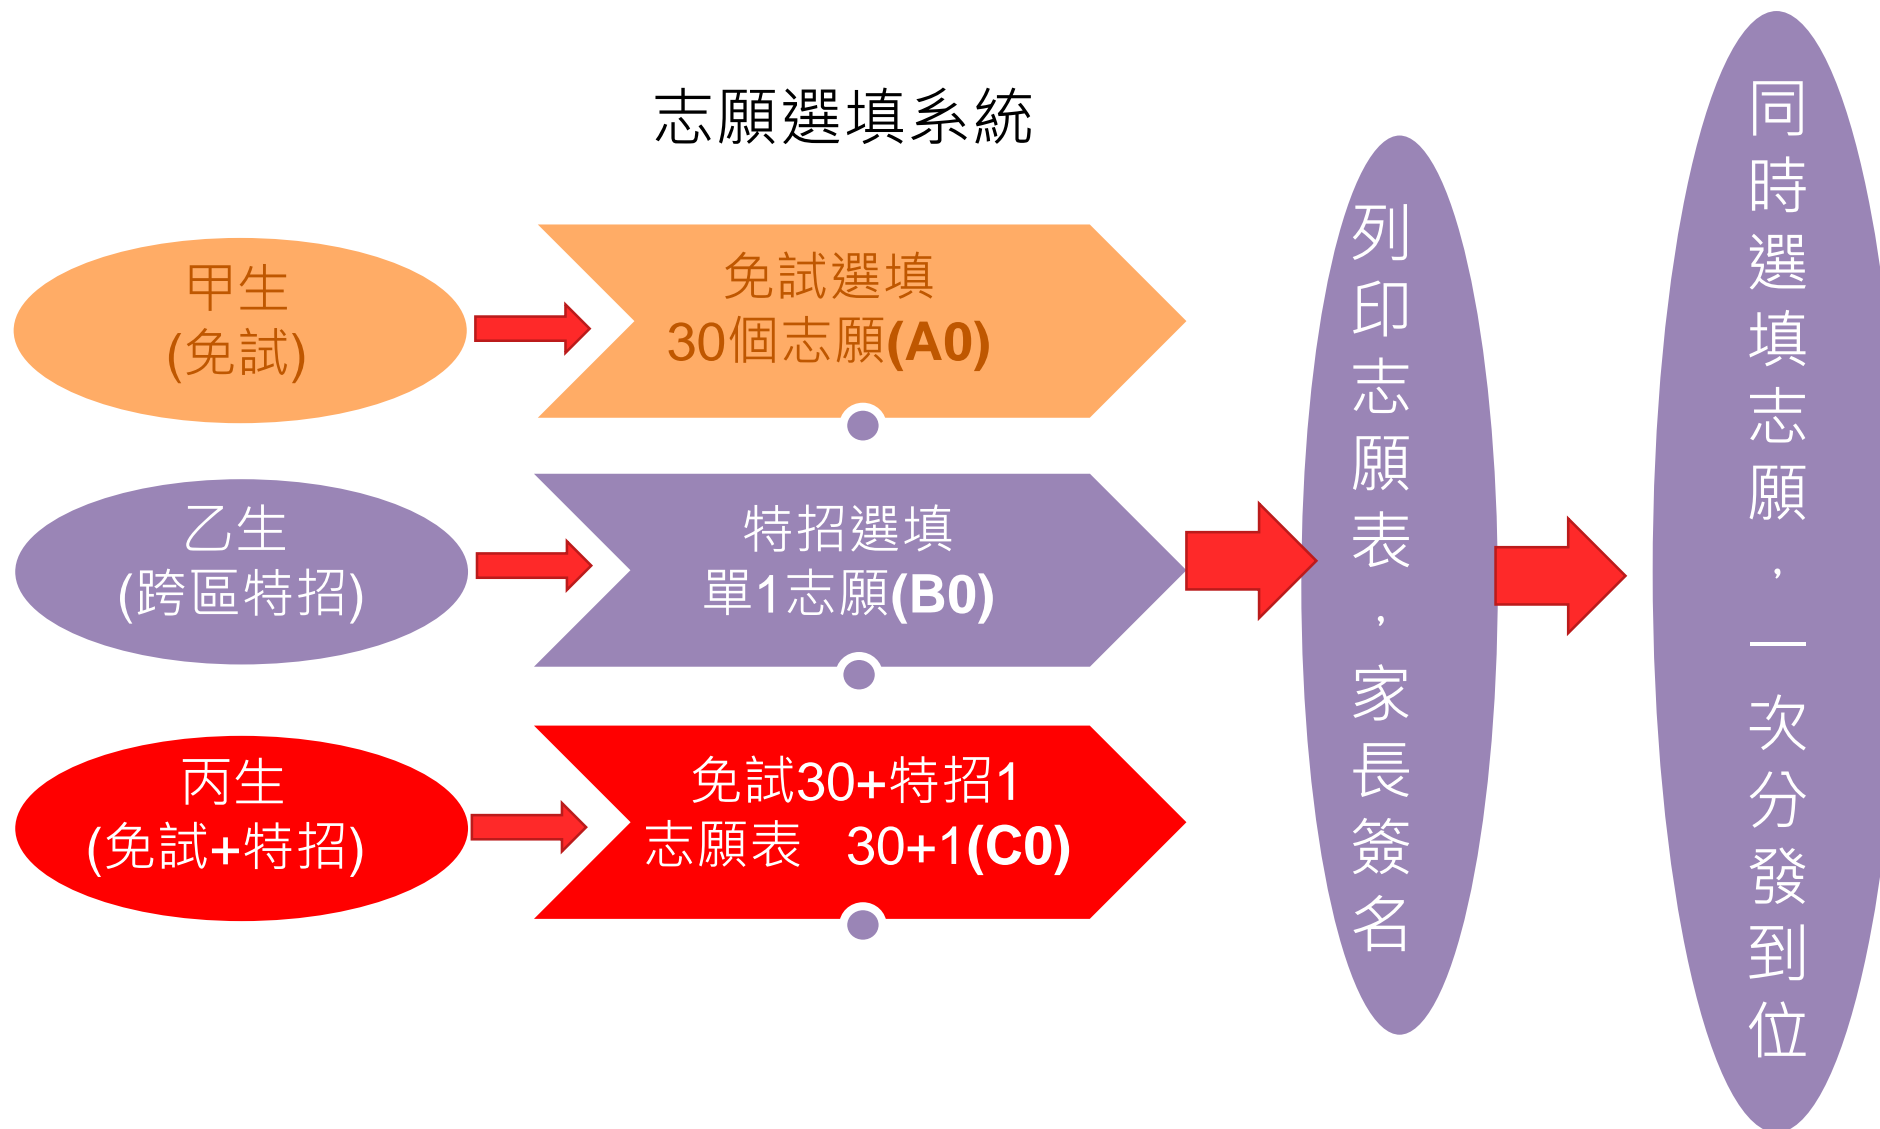 志願選填系統
甲生
(免試)
免試選填
30個志願(A0)
乙生
(跨區特招)
特招選填
單1志願(B0)
丙生
(免試+特招)
免試30+特招1
志願表 30+1(C0)
列印志願表，家長簽名
同時選填志願，一次分發到位